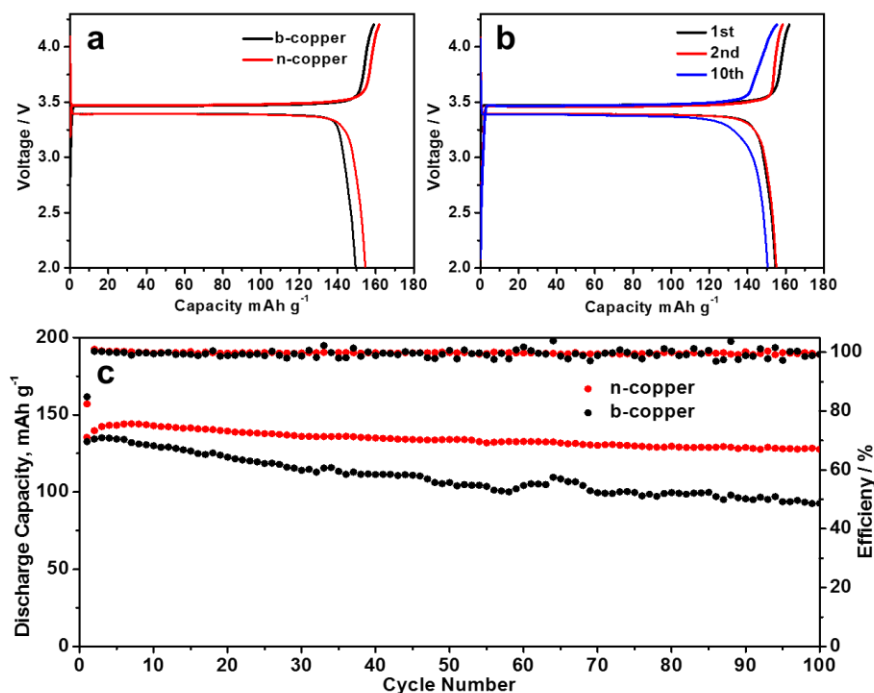 a
b-copper
n-copper
4.0
3.5
3.0
2.5
2.0
Voltage / V
0 20 40 60 80 100 120 140 160 180
Capacity mAh g-1
b
1st
2nd
10th
4.0
3.5
3.0
2.5
2.0
Voltage / V
0 20 40 60 80 100 120 140 160 180
Capacity mAh g-1
c
n-copper
b-copper
200
150
100
50
0
Discharge Capacity, mAh g-1
100
80
60
40
20
0
Efficieny / %
0 10 20 30 40 50 60 70 80 90 100
Cycle Number